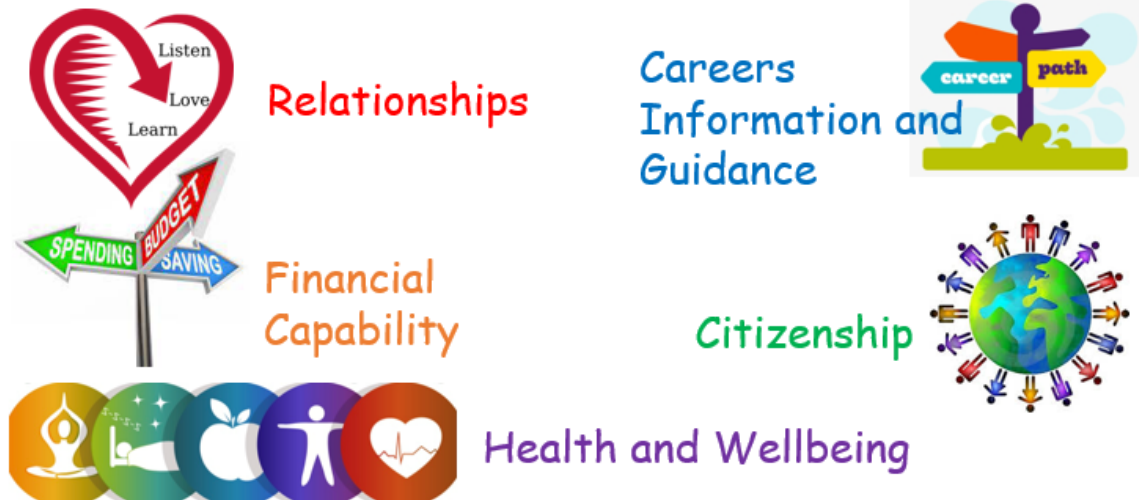 Listen
Love
Learn
Relationships
Careers
Information and
Guidance
career
path
SPENDING
BUDGET
SAVING
Financial
Capability
Citizenship
Health and Wellbeing